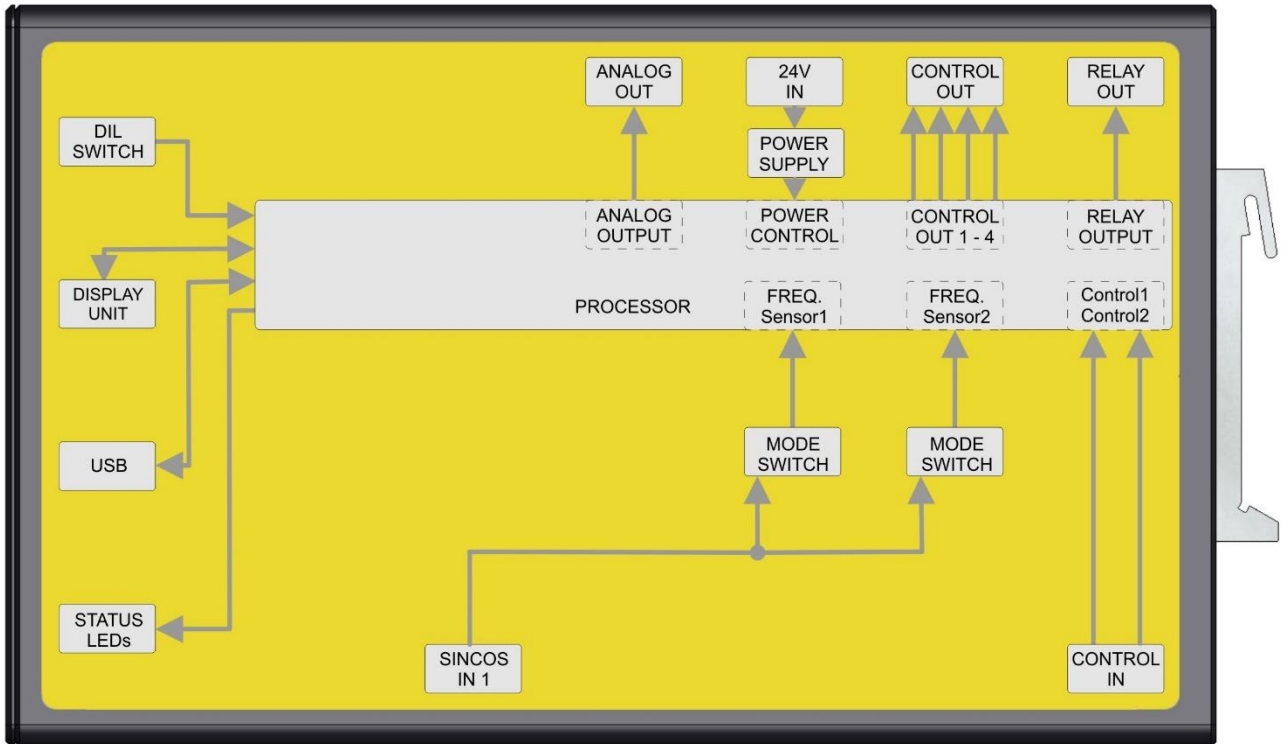 ANALOG
OUT
24V
IN
CONTROL
OUT
RELAY
OUT
DIL
SWITCH
POWER
SUPPLY
ANALOG
OUTPUT
POWER
CONTROL
CONTROL
OUT 1 - 4
RELAY
OUTPUT
DISPLAY
UNIT
PROCESSOR
FREQ.
Sensor1
FREQ.
Sensor2
Control1
Control2
USB
MODE
SWITCH
MODE
SWITCH
STATUS
LEDs
SINCOS
IN 1
CONTROL
IN